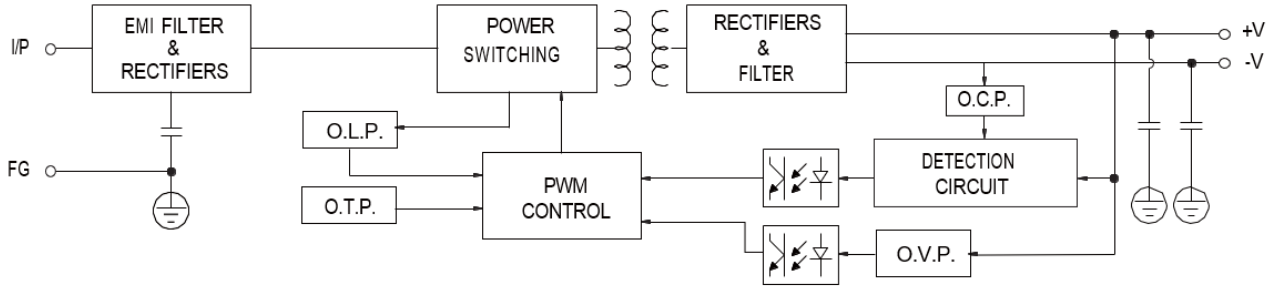 I/P
EMI FILTER
&
RECTIFIERS
POWER
SWITCHING
RECTIFIERS
&
FILTER
+V
-V
O.C.P.
O.L.P.
DETECTION
CIRCUIT
FG
PWM
CONTROL
O.T.P.
O.V.P.